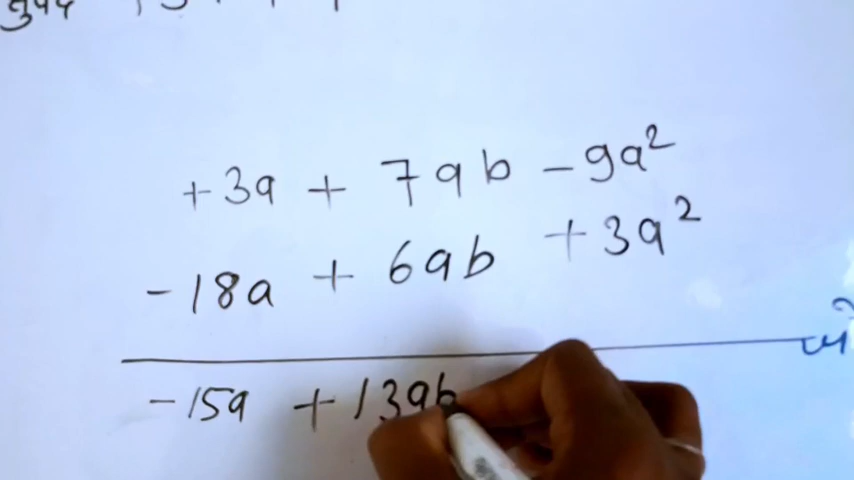 +3a + 7ab -9a²
-18a + 6ab +3a²
-15a +13ab